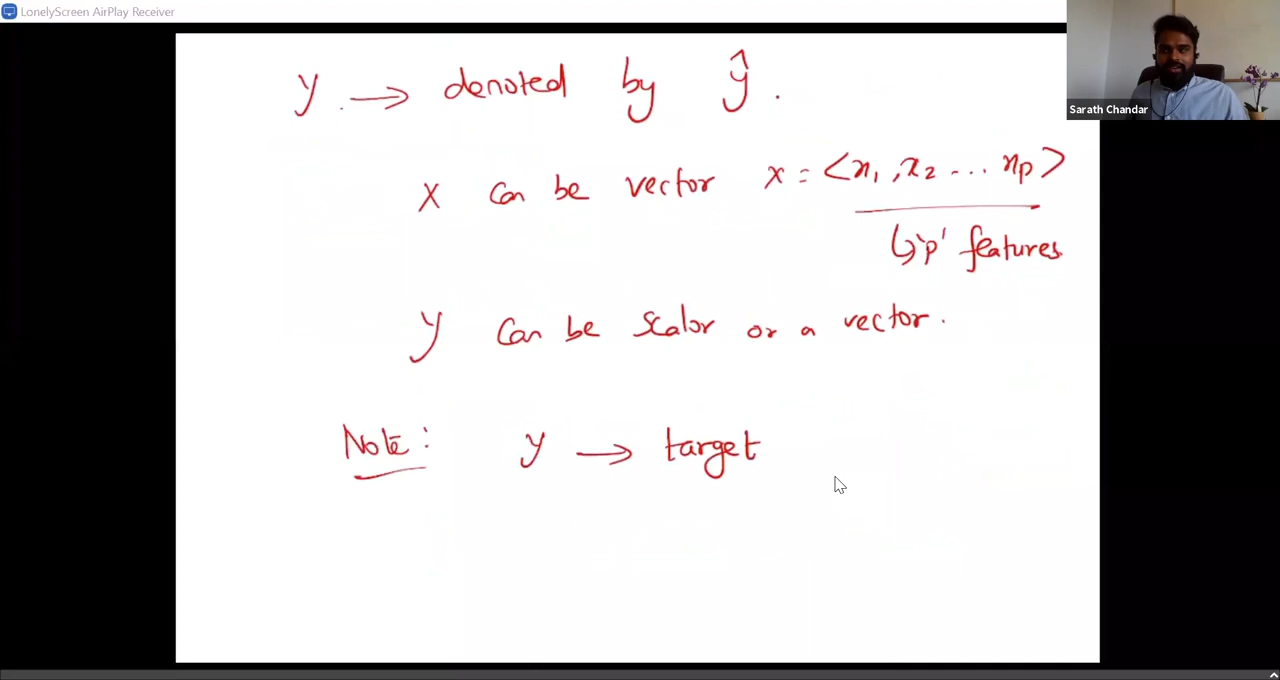 LonelyScreen AirPlay Receiver
Sarath Chandar
y → denoted by ŷ.
x can be vector x = <x₁, x₂ ... xₚ>
↳ 'p' features
y can be scalar or a vector.
Note: y → target